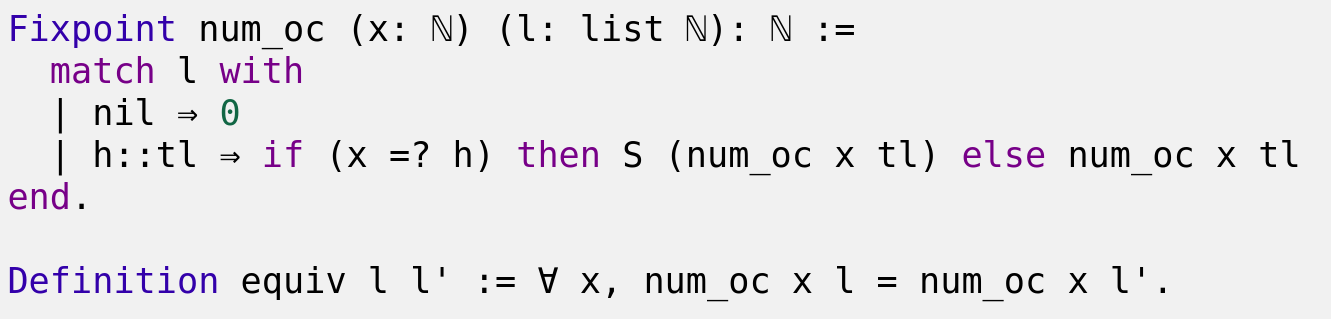 Fixpoint num_oc (x: ℕ) (l: list ℕ): ℕ :=
  match l with
  | nil ⇒ 0
  | h::tl ⇒ if (x =? h) then S (num_oc x tl) else num_oc x tl
end.

Definition equiv l l' := ∀ x, num_oc x l = num_oc x l'.